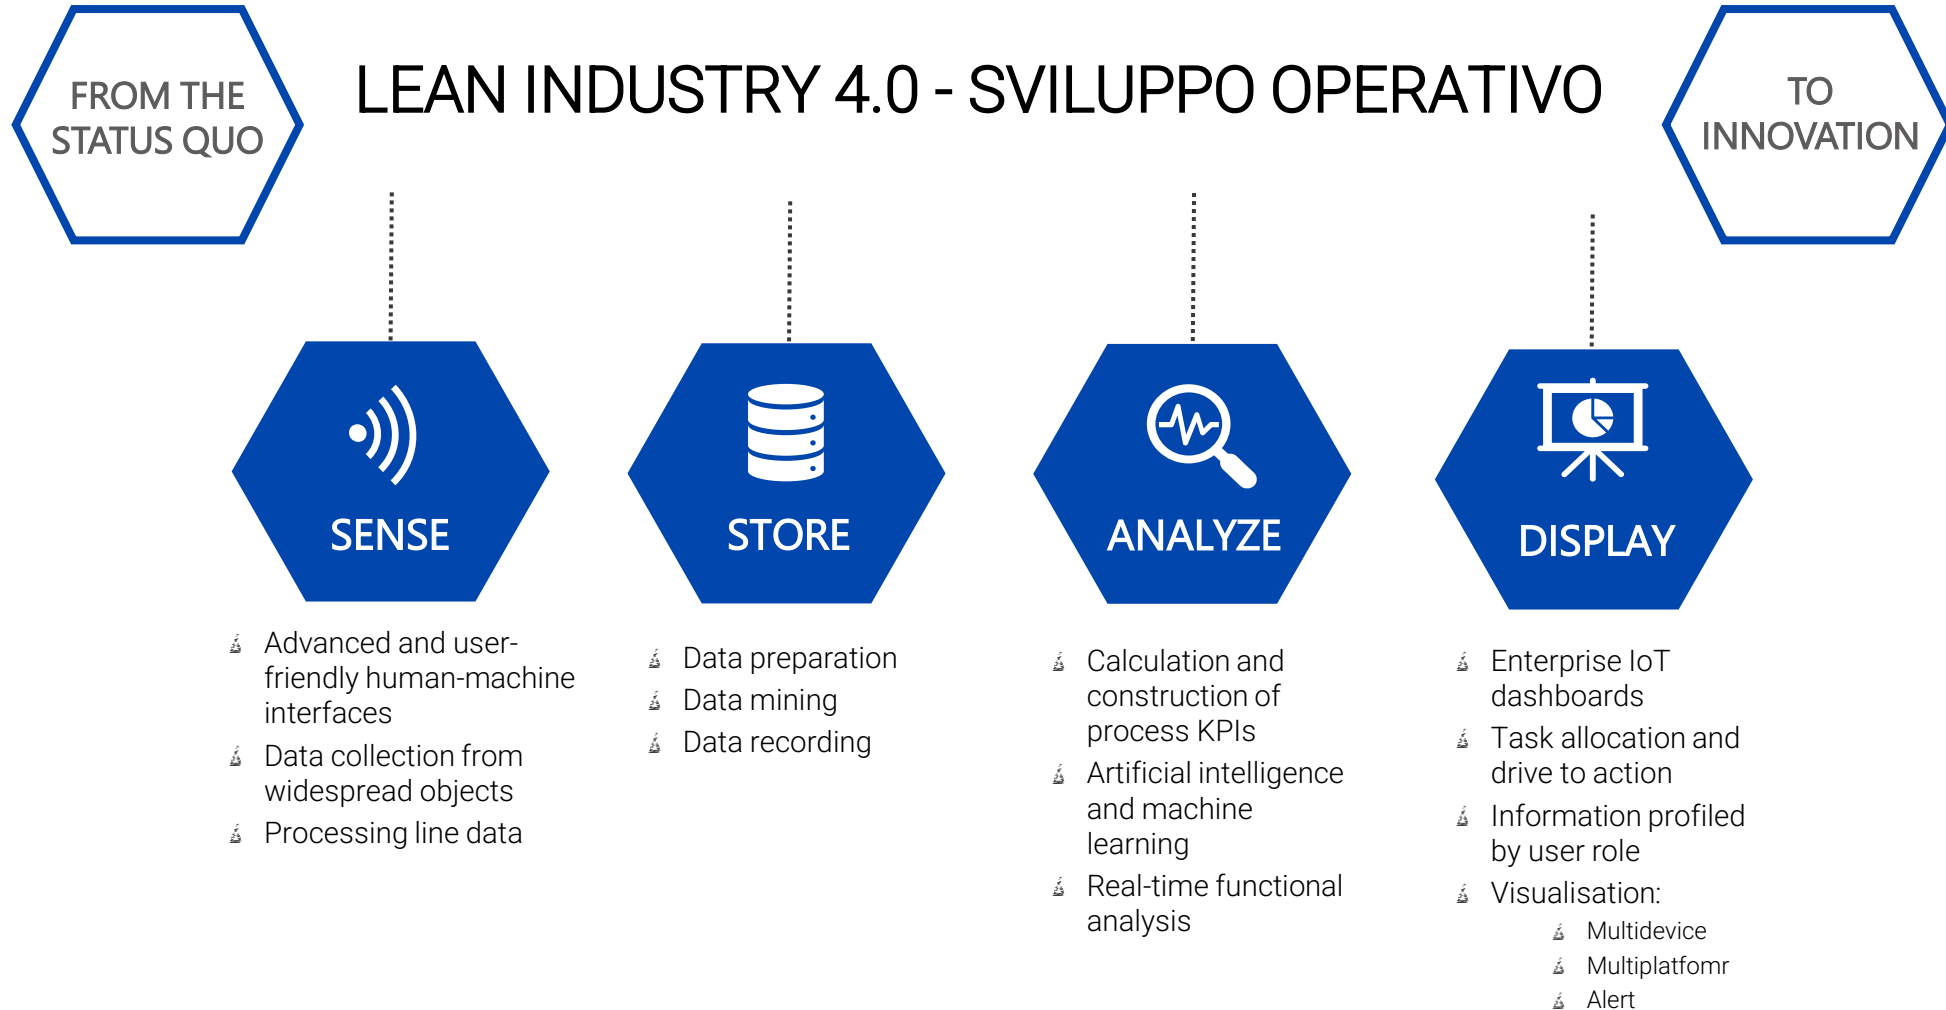 FROM THE
STATUS QUO
LEAN INDUSTRY 4.0 - SVILUPPO OPERATIVO
TO
INNOVATION
SENSE
Advanced and user-
friendly human-machine
interfaces
Data collection from
widespread objects
Processing line data
STORE
Data preparation
Data mining
Data recording
ANALYZE
Calculation and
construction of
process KPIs
Artificial intelligence
and machine
learning
Real-time functional
analysis
DISPLAY
Enterprise IoT
dashboards
Task allocation and
drive to action
Information profiled
by user role
Visualisation:
Multidevice
Multiplatfomr
Alert